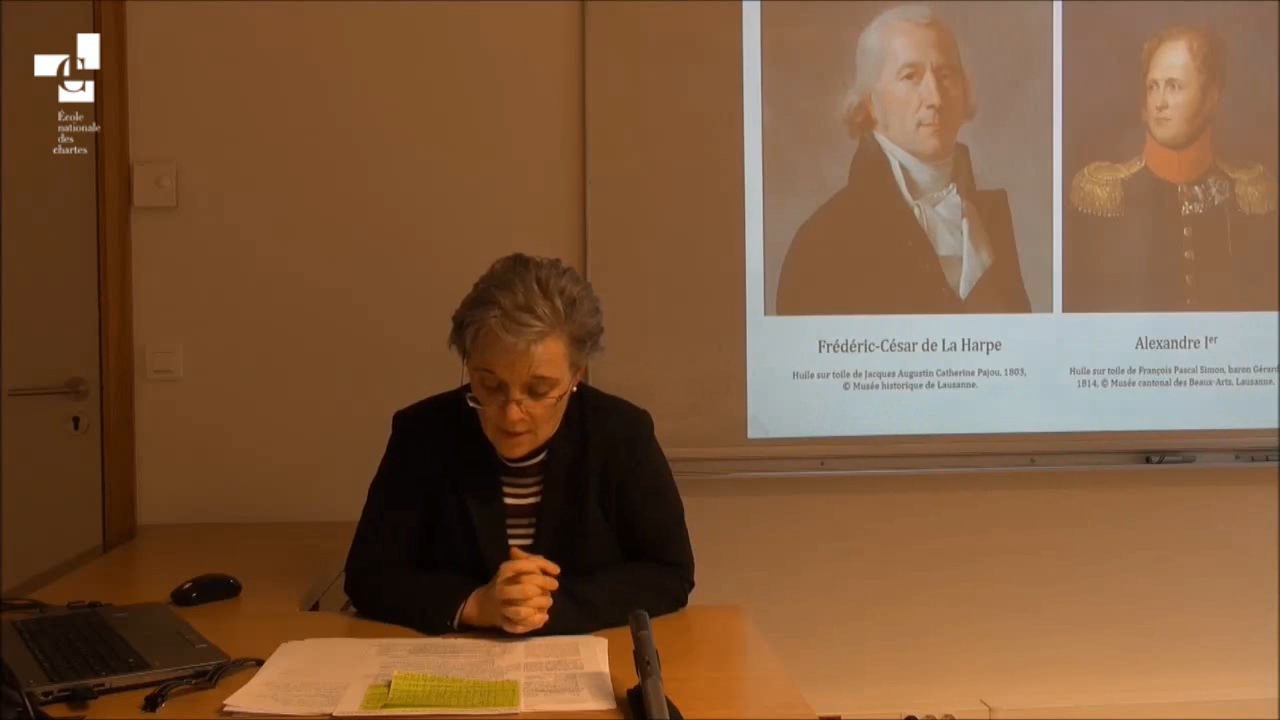 École
nationale
des
chartes
Frédéric-César de La Harpe
Huile sur toile de Jacques Augustin Catherine Pajou, 1803,
© Musée historique de Lausanne.
Alexandre Iᵉʳ
Huile sur toile de François Pascal Simon, baron Gérard
1814, © Musée cantonal des Beaux-Arts, Lausanne.